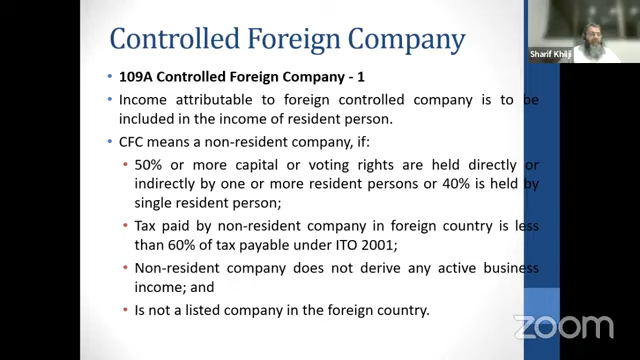 Controlled Foreign Company
Sharif Khilji
• 109A Controlled Foreign Company - 1
• Income attributable to foreign controlled company is to be
included in the income of resident person.
• CFC means a non-resident company, if:
• 50% or more capital or voting rights are held directly or
indirectly by one or more resident persons or 40% is held by
single resident person;
• Tax paid by non-resident company in foreign country is less
than 60% of tax payable under ITO 2001;
• Non-resident company does not derive any active business
income; and
• Is not a listed company in the foreign country.
zoom